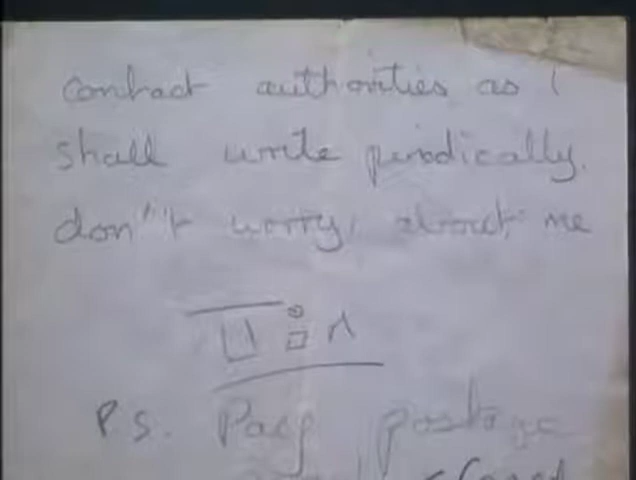 contact authorities as I
shall write periodically.
don't worry, about me
P.S. Pay postage